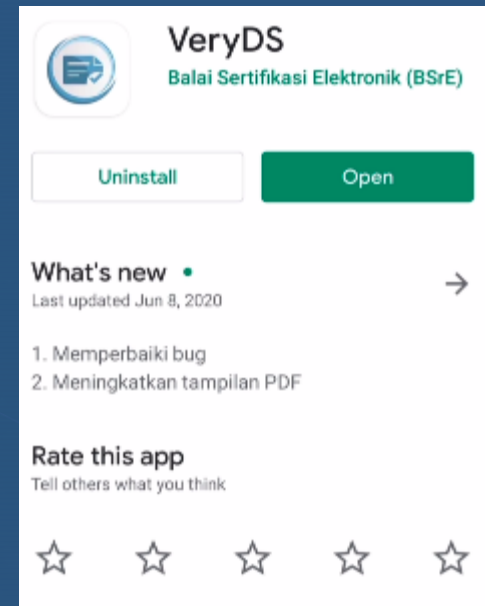 VeryDS
Balai Sertifikasi Elektronik (BSrE)
Uninstall
Open
What's new
Last updated Jun 8, 2020
1. Memperbaiki bug
2. Meningkatkan tampilan PDF
Rate this app
Tell others what you think